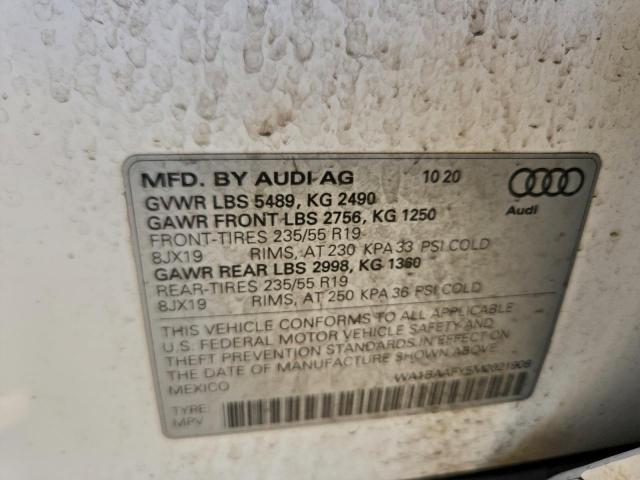 MFD. BY AUDI AG 10 20
Audi
GVWR LBS 5489, KG 2490
GAWR FRONT LBS 2756, KG 1250
FRONT-TIRES 235/55 R19
8JX19 RIMS, AT 230 KPA 33 PSI COLD
GAWR REAR LBS 2998, KG 1360
REAR-TIRES 235/55 R19
8JX19 RIMS, AT 250 KPA 36 PSI COLD
THIS VEHICLE CONFORMS TO ALL APPLICABLE
U.S. FEDERAL MOTOR VEHICLE SAFETY AND
THEFT PREVENTION STANDARDS IN EFFECT ON
THE DATE OF MANUFACTURE SHOWN ABOVE.
MEXICO
TYPE:
MPV